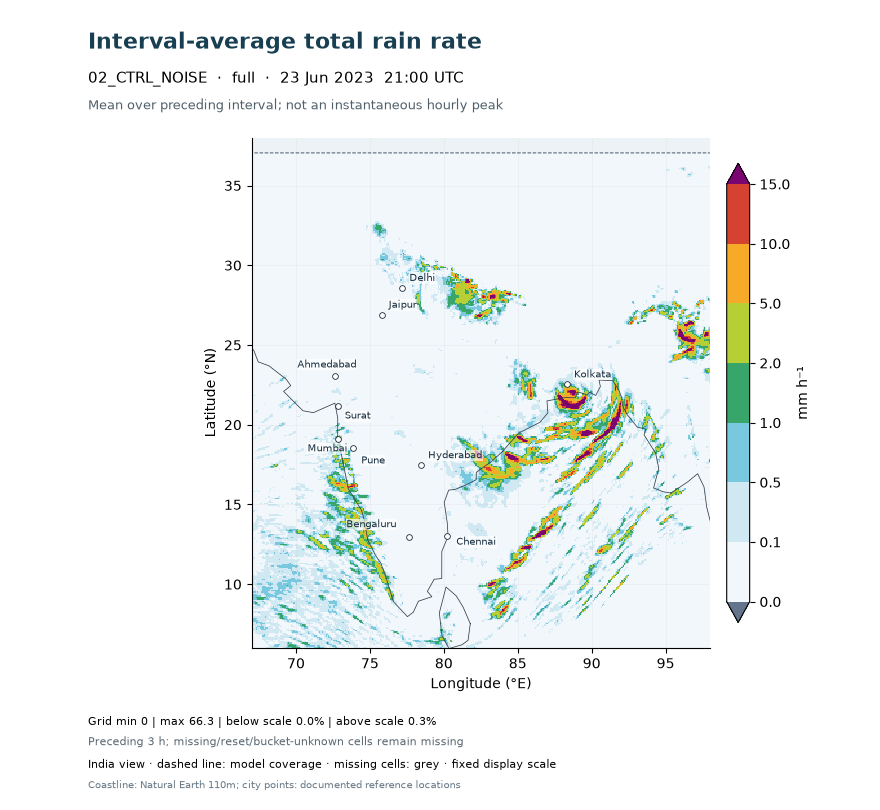 Interval-average total rain rate
02_CTRL_NOISE · full · 23 Jun 2023 21:00 UTC
Mean over preceding interval; not an instantaneous hourly peak
35
30
25
20
15
10
Latitude (°N)
Delhi
Jaipur
Ahmedabad
Kolkata
Surat
Mumbai
Pune
Hyderabad
Bengaluru
Chennai
70
75
80
85
90
95
Longitude (°E)
15.0
10.0
5.0
2.0
1.0
0.5
0.1
0.0
mm h⁻¹
Grid min 0 | max 66.3 | below scale 0.0% | above scale 0.3%
Preceding 3 h; missing/reset/bucket-unknown cells remain missing
India view · dashed line: model coverage · missing cells: grey · fixed display scale
Coastline: Natural Earth 110m; city points: documented reference locations